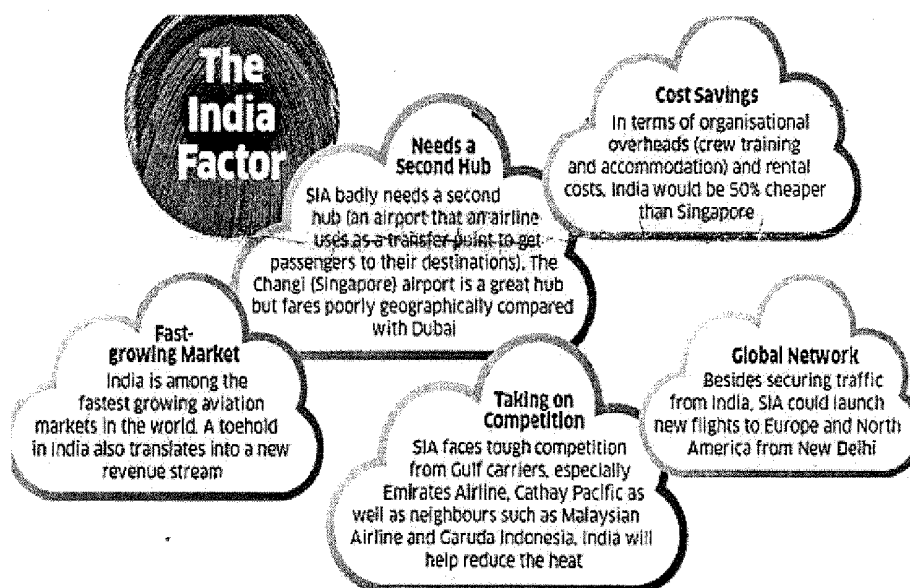 The
India
Factor
Needs a
Second Hub
SIA badly needs a second
hub (an airport that an airline
uses as a transfer point to get
passengers to their destinations). The
Changi (Singapore) airport is a great hub
but fares poorly geographically compared
with Dubai
Cost Savings
In terms of organisational
overheads (crew training
and accommodation) and rental
costs, India would be 50% cheaper
than Singapore
Fast-
growing Market
India is among the
fastest growing aviation
markets in the world. A toehold
in India also translates into a new
revenue stream
Taking on
Competition
SIA faces tough competition
from Gulf carriers, especially
Emirates Airline, Cathay Pacific as
well as neighbours such as Malaysian
Airline and Garuda Indonesia. India will
help reduce the heat
Global Network
Besides securing traffic
from India, SIA could launch
new flights to Europe and North
America from New Delhi